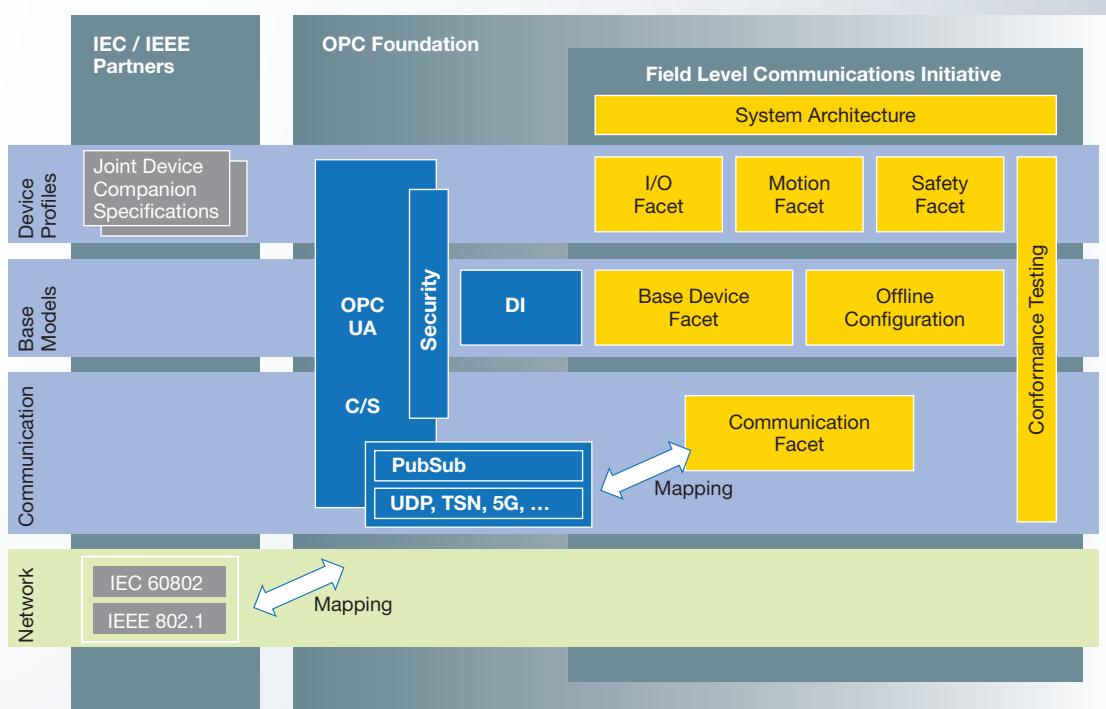 IEC / IEEE
Partners
OPC Foundation
Field Level Communications Initiative
System Architecture
Device
Profiles
Joint Device
Companion
Specifications
I/O
Facet
Motion
Facet
Safety
Facet
Conformance Testing
Base
Models
OPC
UA
Security
DI
Base Device
Facet
Offline
Configuration
Communication
C/S
PubSub
UDP, TSN, 5G, …
Mapping
Communication
Facet
Network
IEC 60802
IEEE 802.1
Mapping